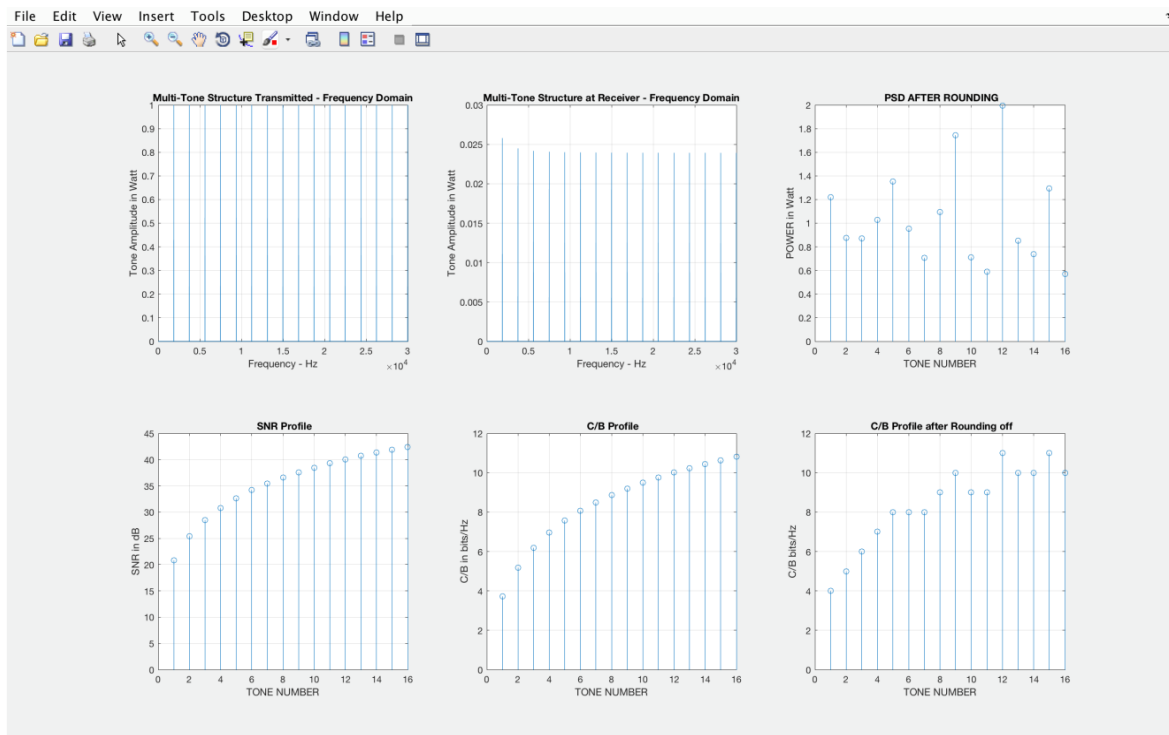 File Edit View Insert Tools Desktop Window Help
Multi-Tone Structure Transmitted - Frequency Domain
Tone Amplitude in Watt
1
0.9
0.8
0.7
0.6
0.5
0.4
0.3
0.2
0.1
0
0 0.5 1 1.5 2 2.5 3
Frequency - Hz
×10⁴
Multi-Tone Structure at Receiver - Frequency Domain
Tone Amplitude in Watt
0.03
0.025
0.02
0.015
0.01
0.005
0
0 0.5 1 1.5 2 2.5 3
Frequency - Hz
×10⁴
PSD AFTER ROUNDING
POWER in Watt
2
1.8
1.6
1.4
1.2
1
0.8
0.6
0.4
0.2
0
0 2 4 6 8 10 12 14 16
TONE NUMBER
SNR Profile
SNR in dB
45
40
35
30
25
20
15
10
5
0
0 2 4 6 8 10 12 14 16
TONE NUMBER
C/B Profile
C/B in bits/Hz
12
10
8
6
4
2
0
0 2 4 6 8 10 12 14 16
TONE NUMBER
C/B Profile after Rounding off
C/B bits/Hz
12
10
8
6
4
2
0
0 2 4 6 8 10 12 14 16
TONE NUMBER